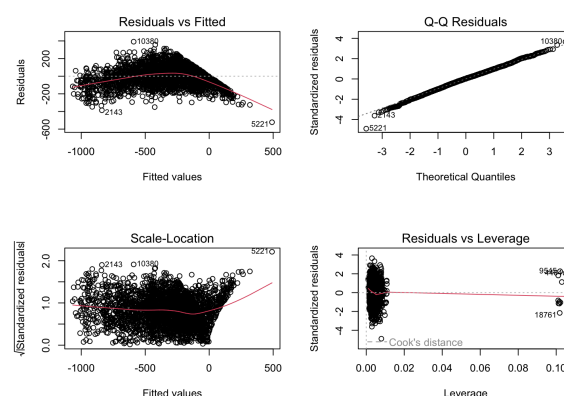 Residuals vs Fitted
Residuals
200
-200
-600
10380
2143
5221
-1000 -500 0 500
Fitted values
Q-Q Residuals
Standardized residuals
4
2
0
-2
-4
10380
2143
5221
-3 -2 -1 0 1 2 3
Theoretical Quantiles
Scale-Location
√|Standardized residuals
2.0
1.0
0.0
2143
10380
5221
-1000 -500 0 500
Fitted values
Residuals vs Leverage
Standardized residuals
4
2
0
-2
-4
18761
Cook's distance
0.00 0.02 0.04 0.06 0.08 0.10
Leverage